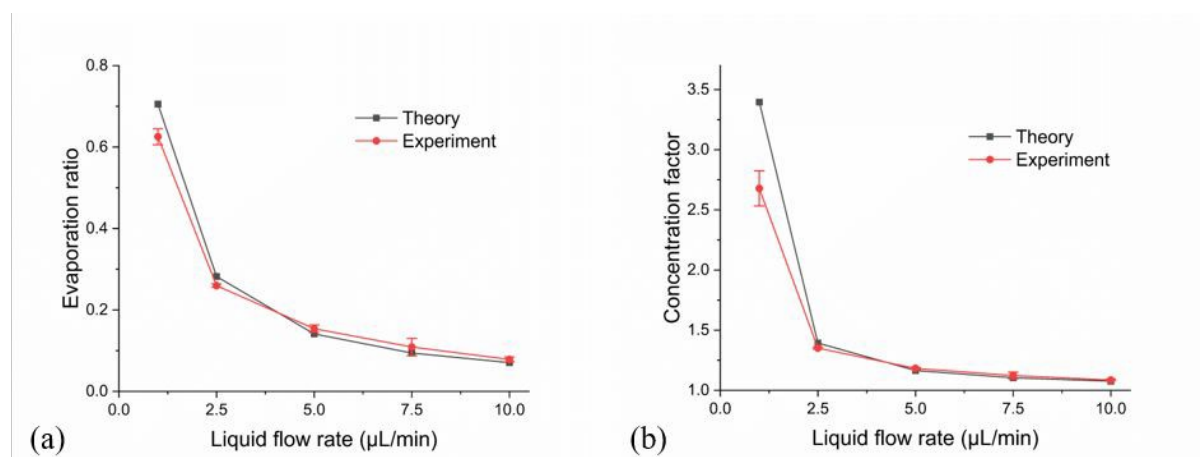 0.8
0.6
0.4
0.2
0.0
Evaporation ratio
Theory
Experiment
0.0 2.5 5.0 7.5 10.0
Liquid flow rate (μL/min)
(a)
3.5
3.0
2.5
2.0
1.5
1.0
Concentration factor
Theory
Experiment
0.0 2.5 5.0 7.5 10.0
Liquid flow rate (μL/min)
(b)